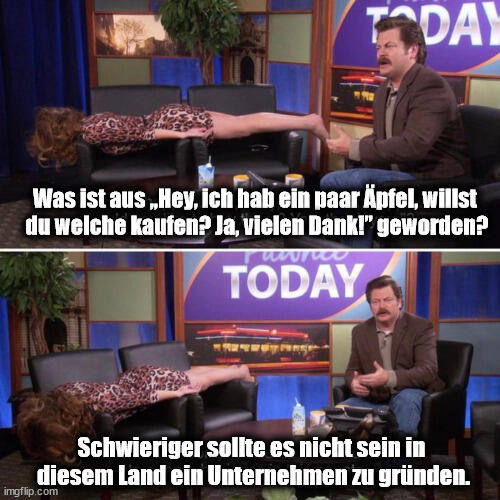 TODAY
Was ist aus „Hey, ich hab ein paar Äpfel, willst
du welche kaufen? Ja, vielen Dank!” geworden?
Pawnee
TODAY
Schwieriger sollte es nicht sein in
diesem Land ein Unternehmen zu gründen.
imgflip.com